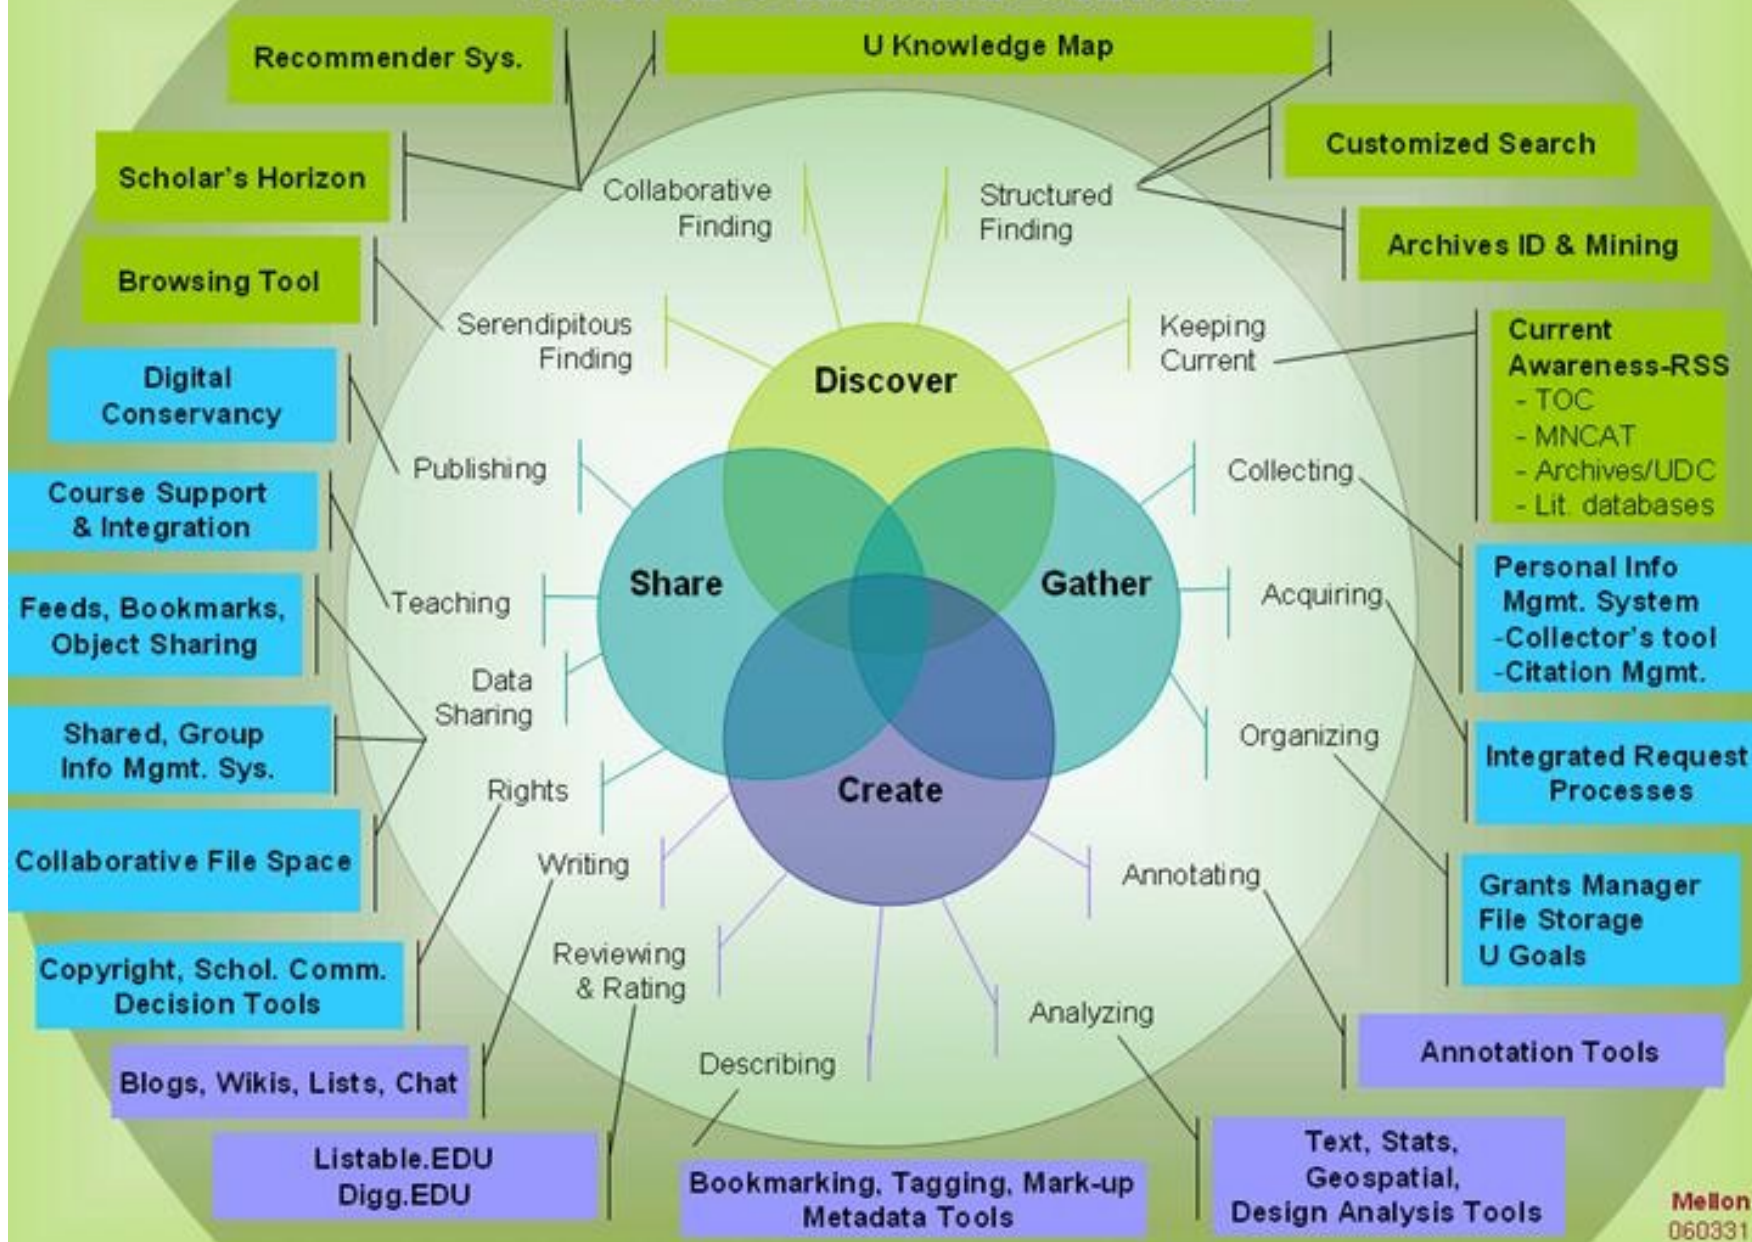 Recommender Sys.
U Knowledge Map
Customized Search
Scholar's Horizon
Collaborative
Finding
Structured
Finding
Archives ID & Mining
Browsing Tool
Serendipitous
Finding
Keeping
Current
Current
Awareness-RSS
- TOC
- MNCAT
- Archives/UDC
- Lit. databases
Discover
Digital
Conservancy
Publishing
Collecting
Course Support
& Integration
Share
Gather
Teaching
Acquiring
Personal Info
Mgmt. System
-Collector's tool
-Citation Mgmt.
Feeds, Bookmarks,
Object Sharing
Data
Sharing
Organizing
Shared, Group
Info Mgmt. Sys.
Integrated Request
Processes
Rights
Create
Collaborative File Space
Writing
Annotating
Grants Manager
File Storage
U Goals
Copyright, Schol. Comm.
Decision Tools
Reviewing
& Rating
Analyzing
Annotation Tools
Describing
Blogs, Wikis, Lists, Chat
Listable.EDU
Digg.EDU
Bookmarking, Tagging, Mark-up
Metadata Tools
Text, Stats,
Geospatial,
Design Analysis Tools
Mellon
060331